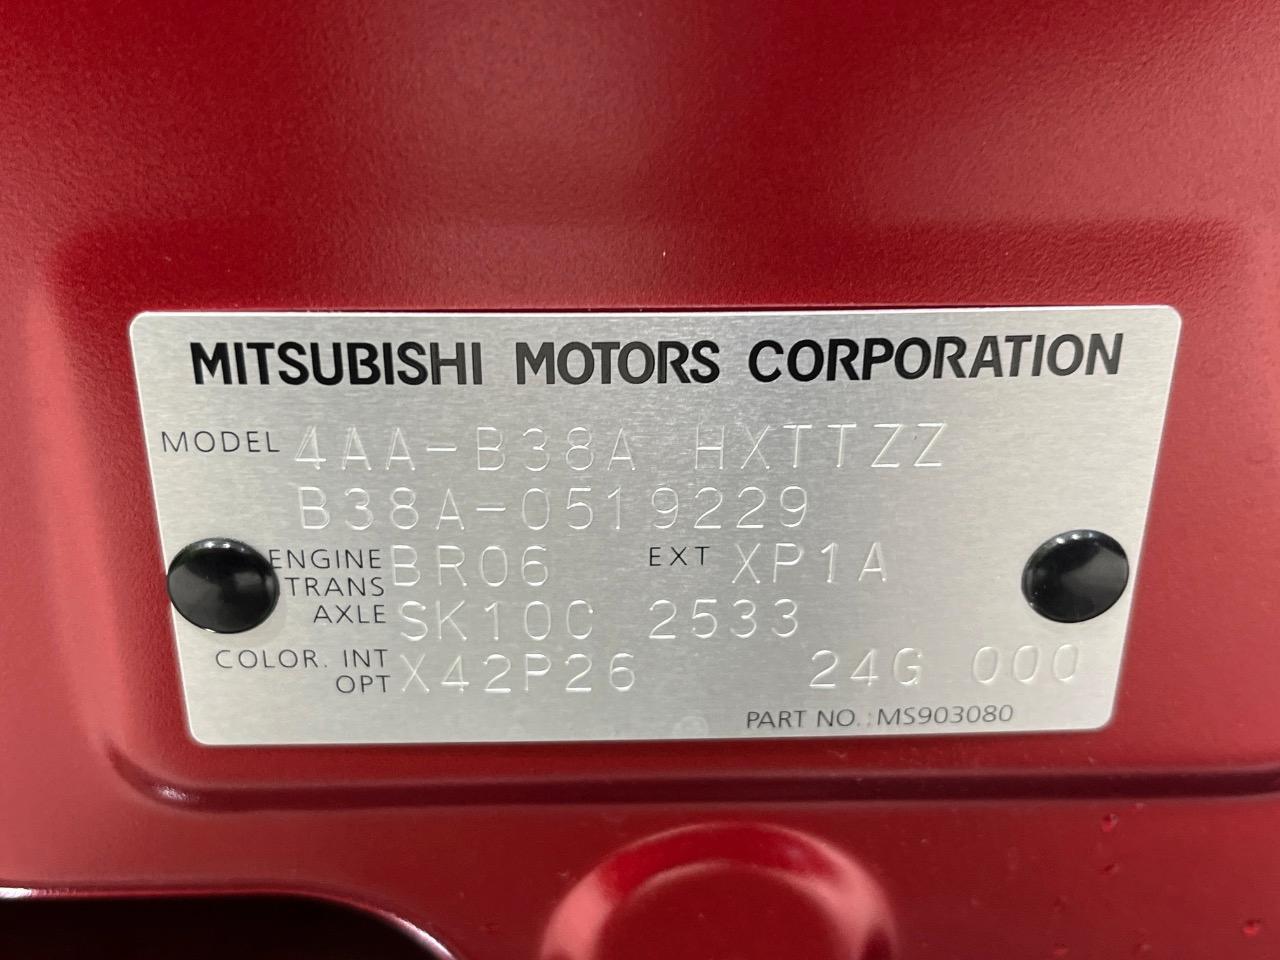 MITSUBISHI MOTORS CORPORATION
MODEL 4AA-B38A HXTTZZ
B38A-0519229
ENGINE BR06 EXT XP1A
TRANS
AXLE SK10C 2533
COLOR. INT
OPT X42P26 24G 000
PART NO.:MS903080